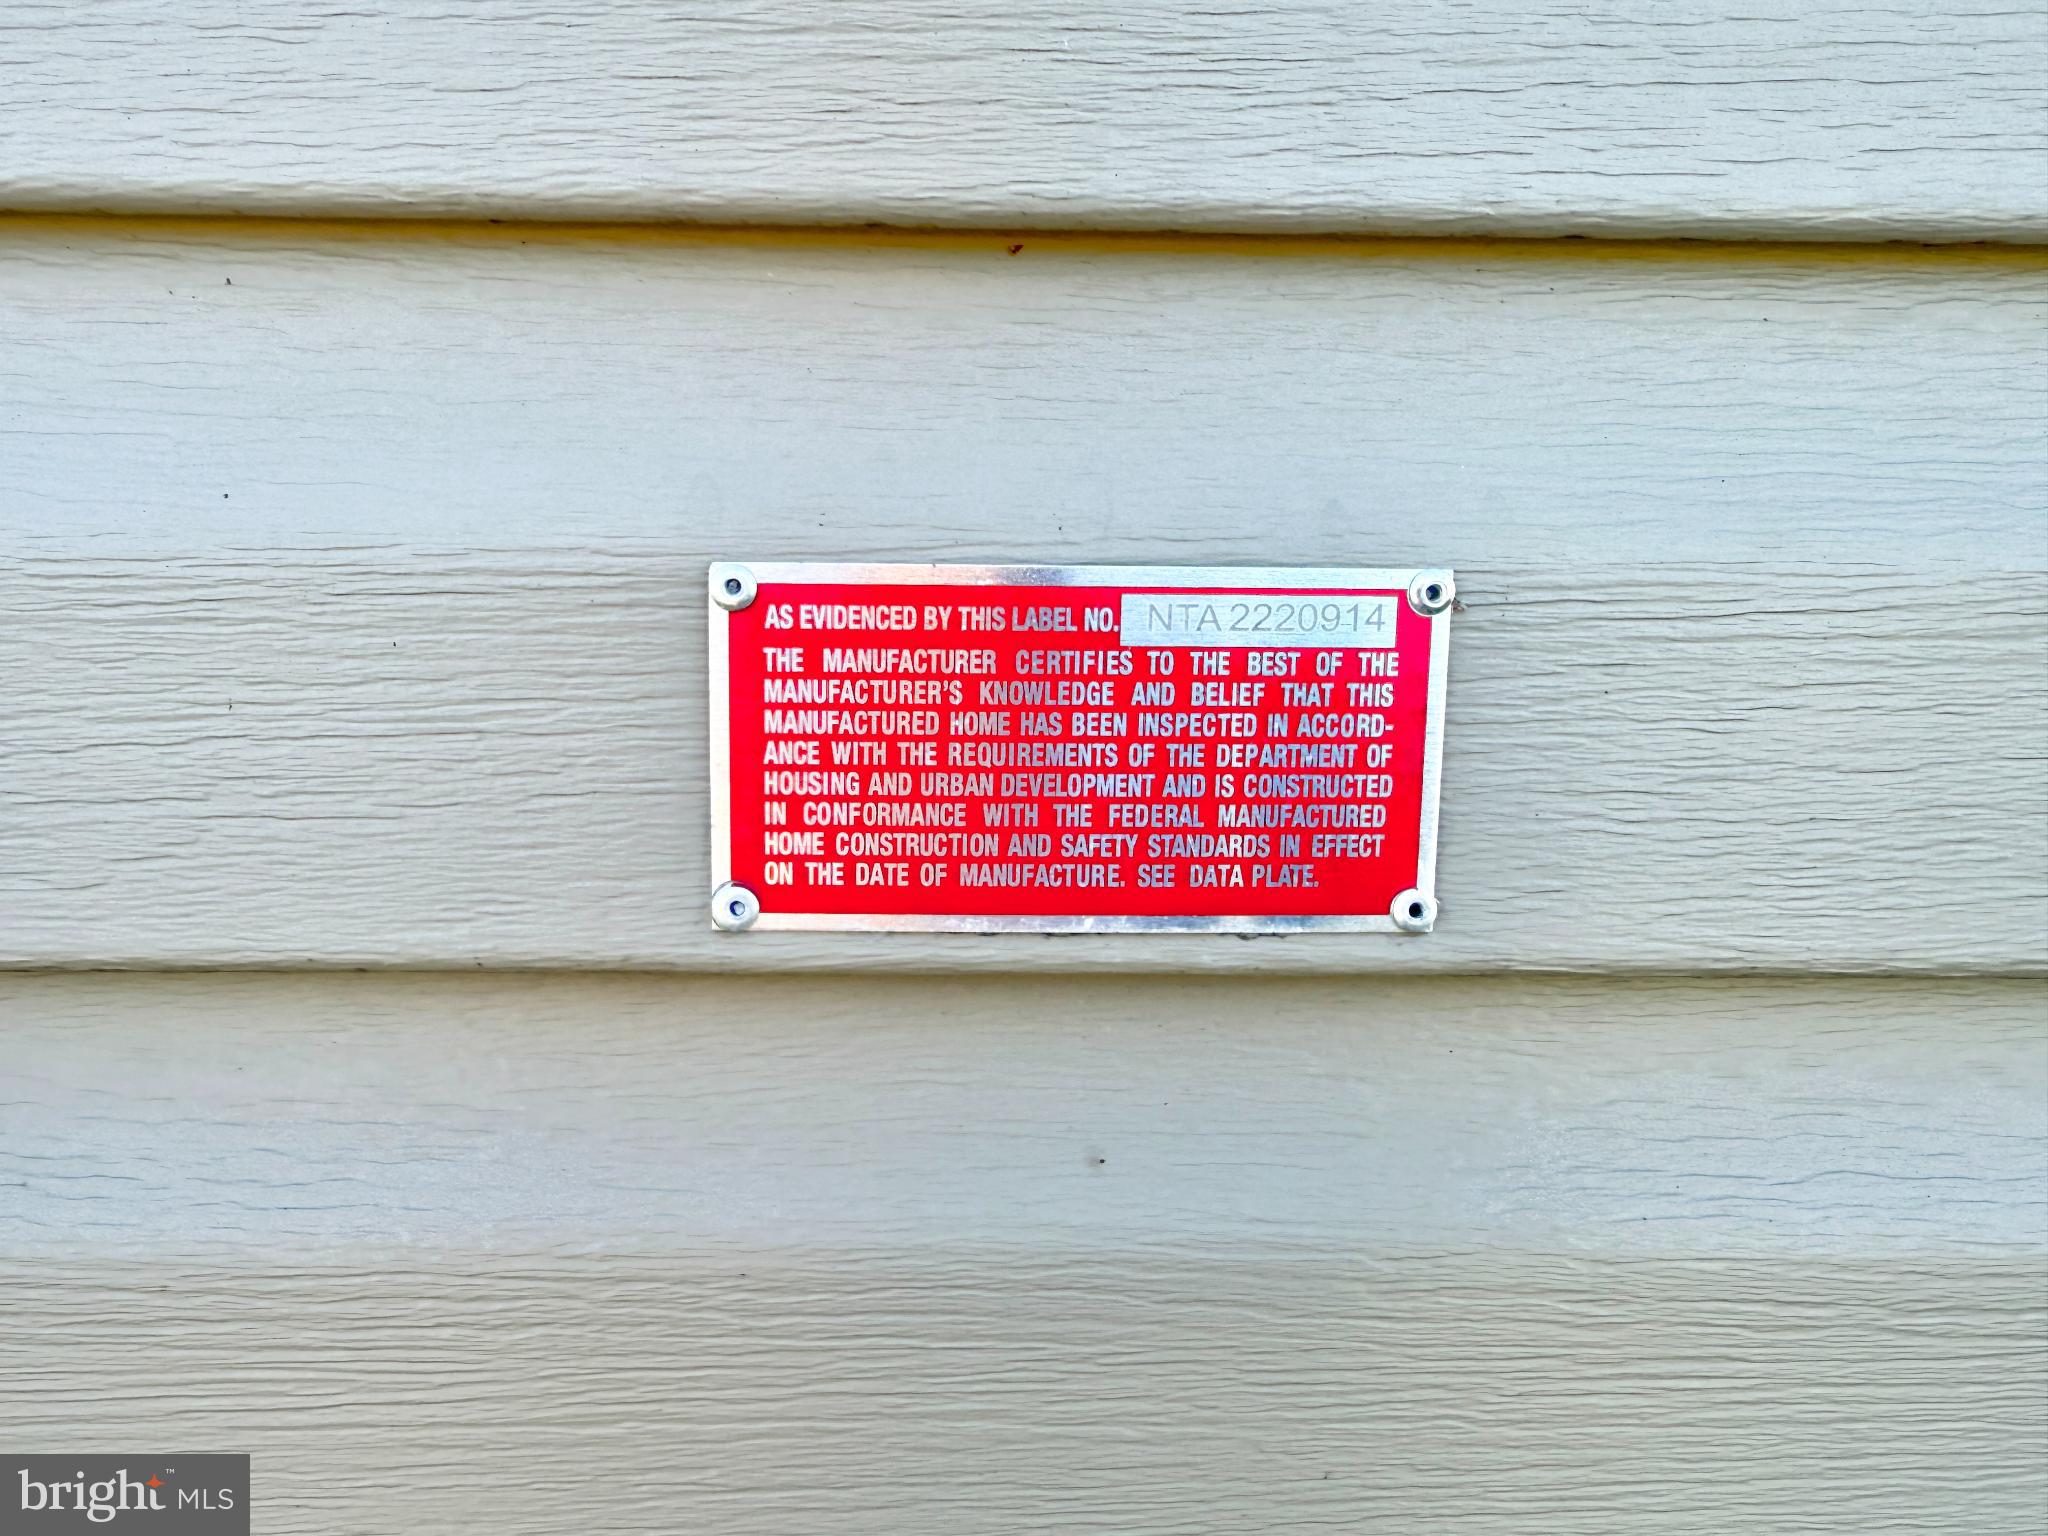 AS EVIDENCED BY THIS LABEL NO. NTA 2220914
THE MANUFACTURER CERTIFIES TO THE BEST OF THE
MANUFACTURER'S KNOWLEDGE AND BELIEF THAT THIS
MANUFACTURED HOME HAS BEEN INSPECTED IN ACCORD-
ANCE WITH THE REQUIREMENTS OF THE DEPARTMENT OF
HOUSING AND URBAN DEVELOPMENT AND IS CONSTRUCTED
IN CONFORMANCE WITH THE FEDERAL MANUFACTURED
HOME CONSTRUCTION AND SAFETY STANDARDS IN EFFECT
ON THE DATE OF MANUFACTURE. SEE DATA PLATE.
bright™ MLS